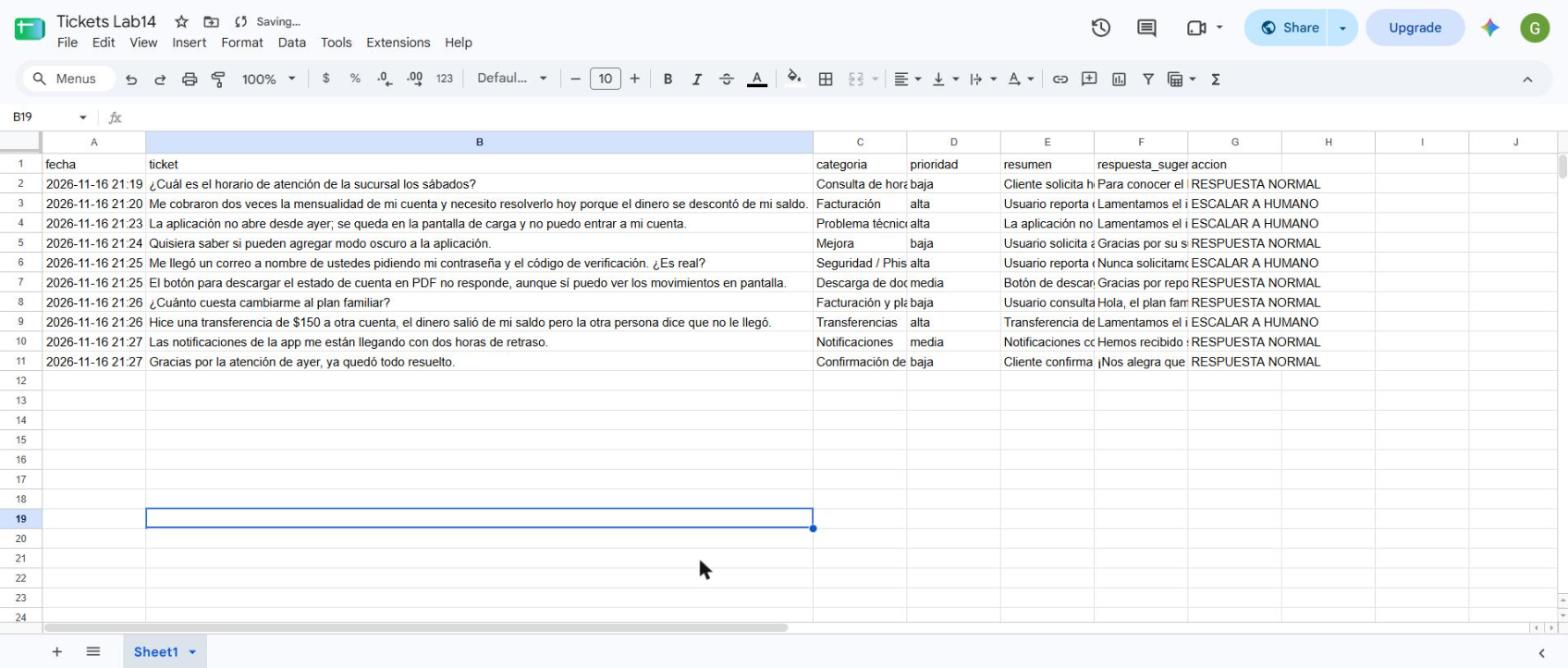 Tickets Lab14 Saving...
File Edit View Insert Format Data Tools Extensions Help
Share Upgrade G
Menus 100% $ % .0 .00 123 Defaul... 10 B I A
B19 fx
A B C D E F G H I J
1 fecha ticket categoria prioridad resumen respuesta_suger accion
2 2026-11-16 21:19 ¿Cuál es el horario de atención de la sucursal los sábados? Consulta de hora baja Cliente solicita h Para conocer el RESPUESTA NORMAL
3 2026-11-16 21:20 Me cobraron dos veces la mensualidad de mi cuenta y necesito resolverlo hoy porque el dinero se descontó de mi saldo. Facturación alta Usuario reporta Lamentamos el i ESCALAR A HUMANO
4 2026-11-16 21:23 La aplicación no abre desde ayer; se queda en la pantalla de carga y no puedo entrar a mi cuenta. Problema técnico alta La aplicación no Lamentamos el i ESCALAR A HUMANO
5 2026-11-16 21:24 Quisiera saber si pueden agregar modo oscuro a la aplicación. Mejora baja Usuario solicita a Gracias por su s RESPUESTA NORMAL
6 2026-11-16 21:25 Me llegó un correo a nombre de ustedes pidiendo mi contraseña y el código de verificación. ¿Es real? Seguridad / Phis alta Usuario reporta Nunca solicitamo ESCALAR A HUMANO
7 2026-11-16 21:25 El botón para descargar el estado de cuenta en PDF no responde, aunque sí puedo ver los movimientos en pantalla. Descarga de doc media Botón de descar Gracias por repo RESPUESTA NORMAL
8 2026-11-16 21:26 ¿Cuánto cuesta cambiarme al plan familiar? Facturación y pla baja Usuario consulta Hola, el plan fam RESPUESTA NORMAL
9 2026-11-16 21:26 Hice una transferencia de $150 a otra cuenta, el dinero salió de mi saldo pero la otra persona dice que no le llegó. Transferencias alta Transferencia de Lamentamos el i ESCALAR A HUMANO
10 2026-11-16 21:27 Las notificaciones de la app me están llegando con dos horas de retraso. Notificaciones media Notificaciones co Hemos recibido RESPUESTA NORMAL
11 2026-11-16 21:27 Gracias por la atención de ayer, ya quedó todo resuelto. Confirmación de baja Cliente confirma ¡Nos alegra que RESPUESTA NORMAL
12
13
14
15
16
17
18
19
20
21
22
23
24
Sheet1